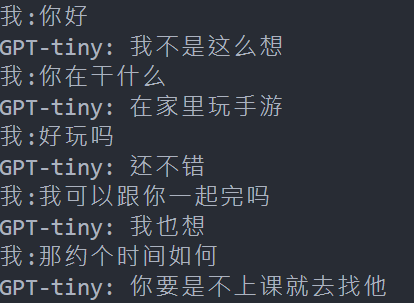 我:你好
GPT-tiny: 我不是这么想
我:你在干什么
GPT-tiny: 在家里玩手游
我:好玩吗
GPT-tiny: 还不错
我:我可以跟你一起完吗
GPT-tiny: 我也想
我:那约个时间如何
GPT-tiny: 你要是不上课就去找他